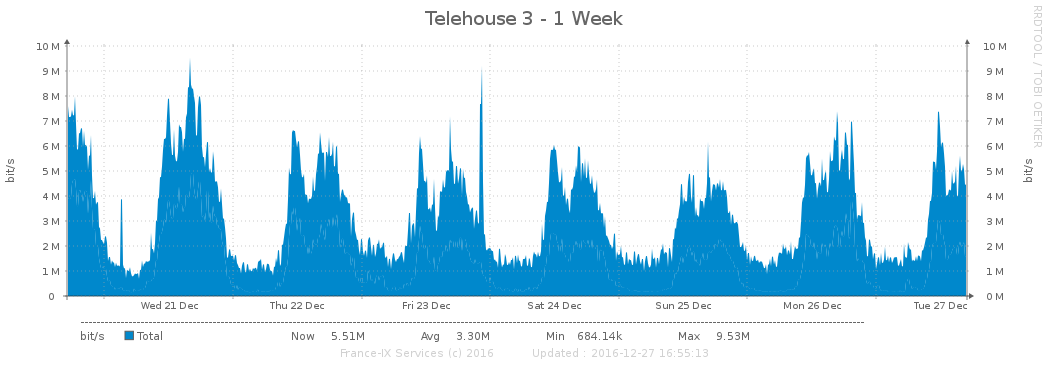 Telehouse 3 - 1 Week
RRDTOOL / TOBI OETIKER
bit/s
10 M 10 M
9 M 9 M
8 M 8 M
7 M 7 M
6 M 6 M
5 M 5 M
4 M 4 M
3 M 3 M
2 M 2 M
1 M 1 M
0 0 M
bit/s
Wed 21 Dec Thu 22 Dec Fri 23 Dec Sat 24 Dec Sun 25 Dec Mon 26 Dec Tue 27 Dec
bit/s Total Now 5.51M Avg 3.30M Min 684.14k Max 9.53M
France-IX Services (c) 2016 Updated : 2016-12-27 16:55:13